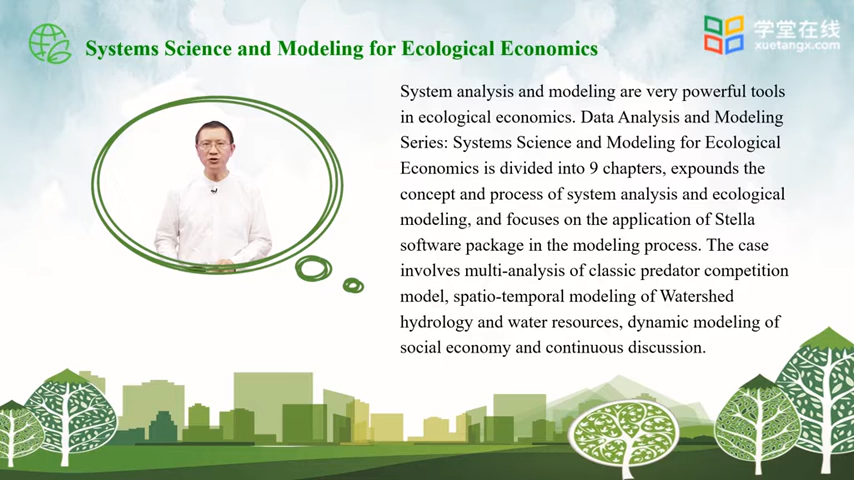 Systems Science and Modeling for Ecological Economics
学堂在线
xuetangx.com
System analysis and modeling are very powerful tools
in ecological economics. Data Analysis and Modeling
Series: Systems Science and Modeling for Ecological
Economics is divided into 9 chapters, expounds the
concept and process of system analysis and ecological
modeling, and focuses on the application of Stella
software package in the modeling process. The case
involves multi-analysis of classic predator competition
model, spatio-temporal modeling of Watershed
hydrology and water resources, dynamic modeling of
social economy and continuous discussion.